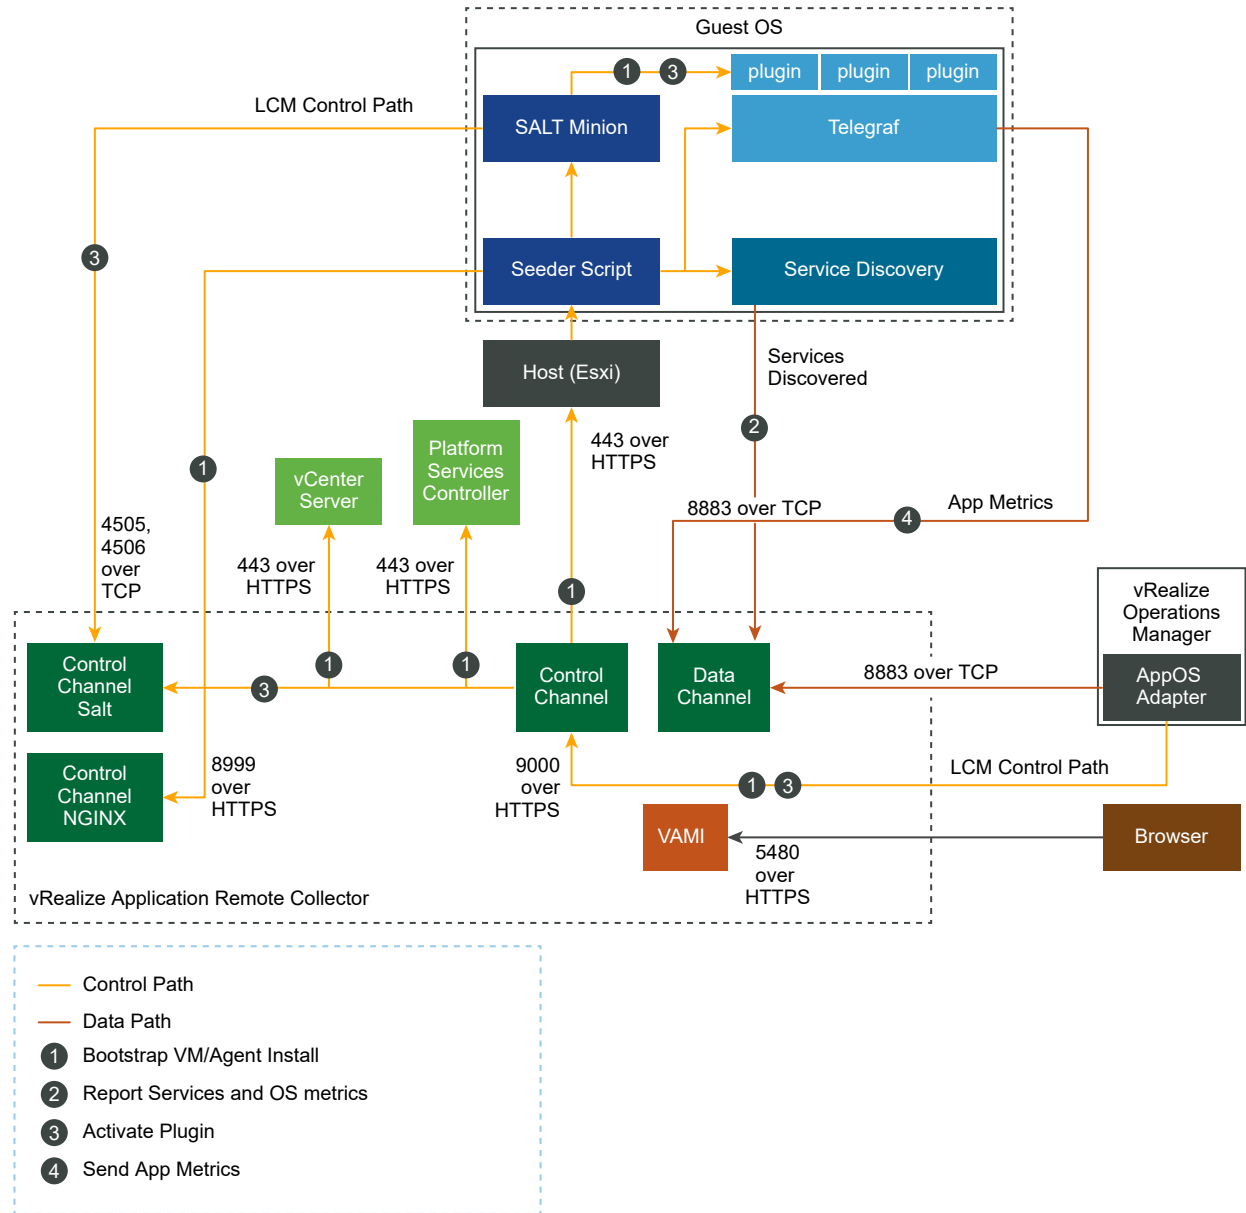 Guest OS
1
3
plugin
plugin
plugin
LCM Control Path
SALT Minion
Telegraf
3
Seeder Script
Service Discovery
Host (Esxi)
Services
Discovered
2
1
443 over
HTTPS
Platform
Services
Controller
vCenter
Server
8883 over TCP
4
App Metrics
4505,
4506
over
TCP
443 over
HTTPS
443 over
HTTPS
1
vRealize
Operations
Manager
Control
Channel
Salt
3
1
1
Control
Channel
Data
Channel
8883 over TCP
AppOS
Adapter
Control
Channel
NGINX
8999
over
HTTPS
9000
over
HTTPS
1
3
LCM Control Path
VAMI
5480
over
HTTPS
Browser
vRealize Application Remote Collector
Control Path
Data Path
1 Bootstrap VM/Agent Install
2 Report Services and OS metrics
3 Activate Plugin
4 Send App Metrics